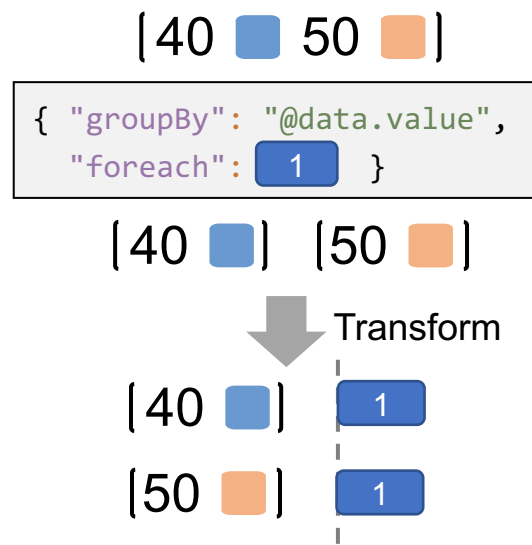 [40 50]
{ "groupBy": "@data.value",
"foreach": 1 }
[40] [50]
Transform
[40] 1
[50] 1